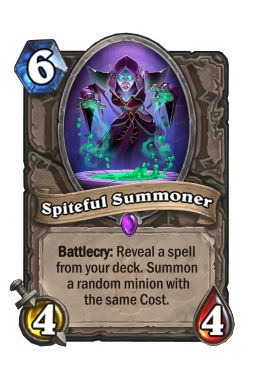 6
Spiteful Summoner
Battlecry: Reveal a spell
from your deck. Summon
a random minion with
the same Cost.
4 4